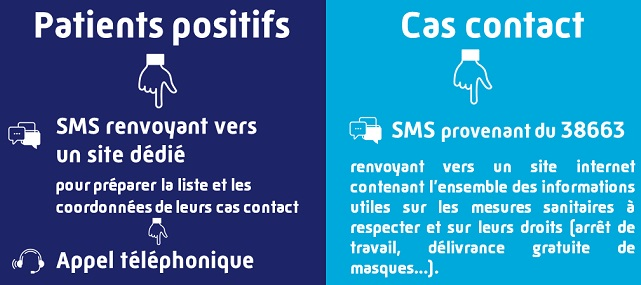 Patients positifs
SMS renvoyant vers
un site dédié
pour préparer la liste et les
coordonnées de leurs cas contact
Appel téléphonique
Cas contact
SMS provenant du 38663
renvoyant vers un site internet
contenant l'ensemble des informations
utiles sur les mesures sanitaires à
respecter et sur leurs droits (arrêt de
travail, délivrance gratuite de
masques...).